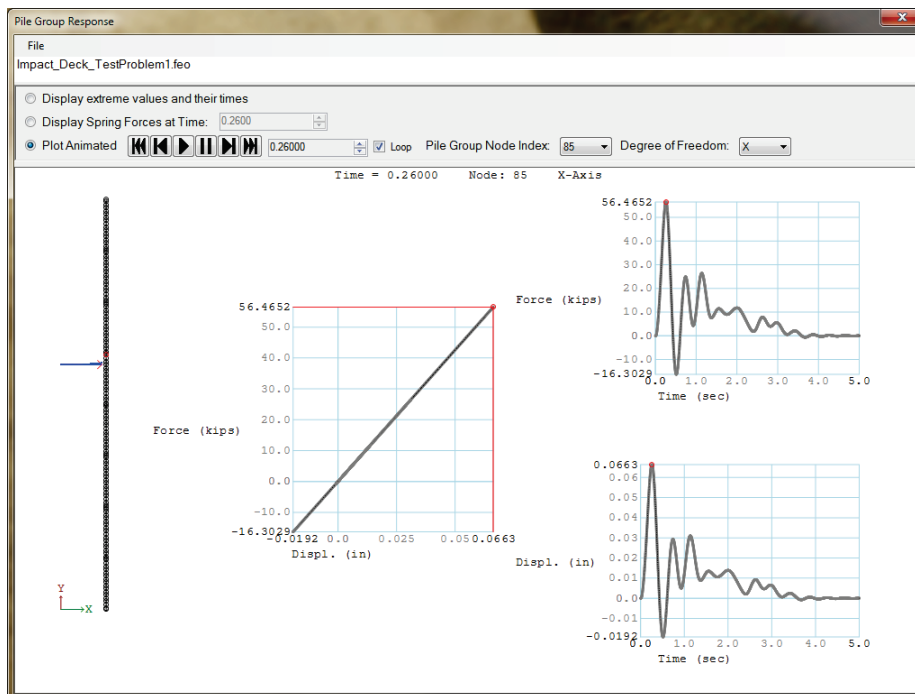 Pile Group Response
x
File
Impact_Deck_TestProblem1.feo
Display extreme values and their times
Display Spring Forces at Time: 0.2600
Plot Animated 0.26000 Loop Pile Group Node Index: 85 Degree of Freedom: X
Time = 0.26000 Node: 85 X-Axis
56.4652
50.0
40.0
30.0
20.0
10.0
0.0
-10.0
-16.3029
Force (kips)
0.0 1.0 2.0 3.0 4.0 5.0
Time (sec)
56.4652
50.0
40.0
30.0
20.0
10.0
0.0
-10.0
-16.3029
Force (kips)
-0.0192 0.0 0.025 0.05 0.0663
Displ. (in)
0.0663
0.06
0.05
0.04
0.03
0.02
0.01
0.0
-0.01
-0.0192
Displ. (in)
0.0 1.0 2.0 3.0 4.0 5.0
Time (sec)
Y
X